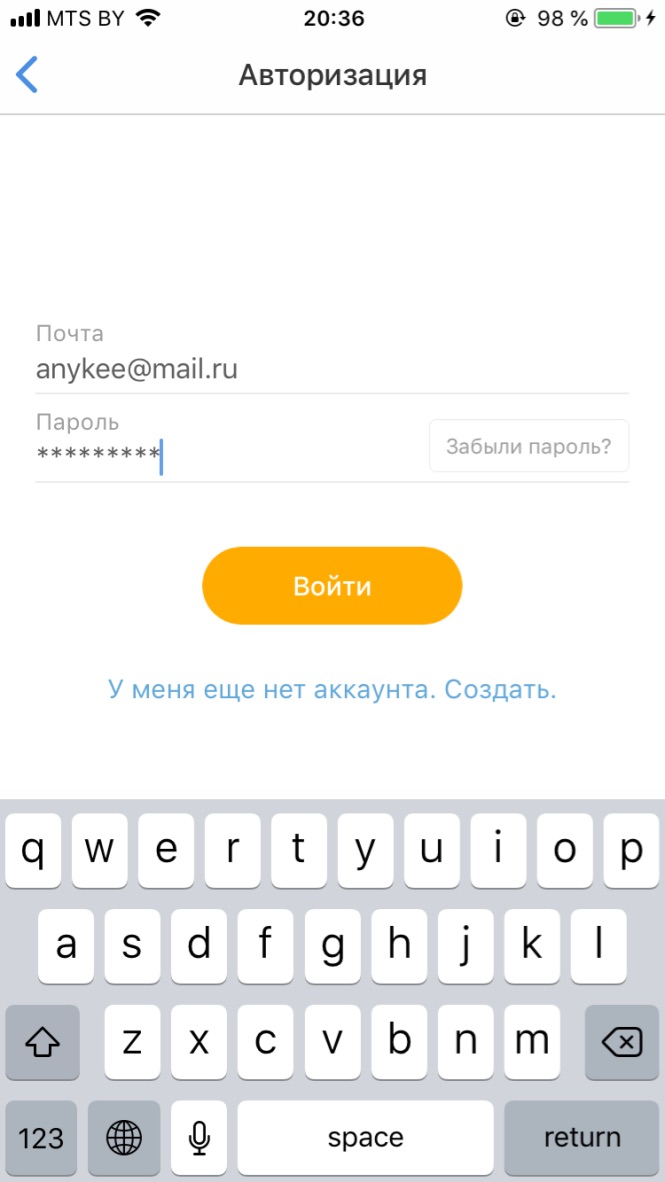 MTS BY 20:36 98 %
Авторизация
Почта
anykee@mail.ru
Пароль
*********
Забыли пароль?
Войти
У меня еще нет аккаунта. Создать.
q w e r t y u i o p
a s d f g h j k l
z x c v b n m
123 space return